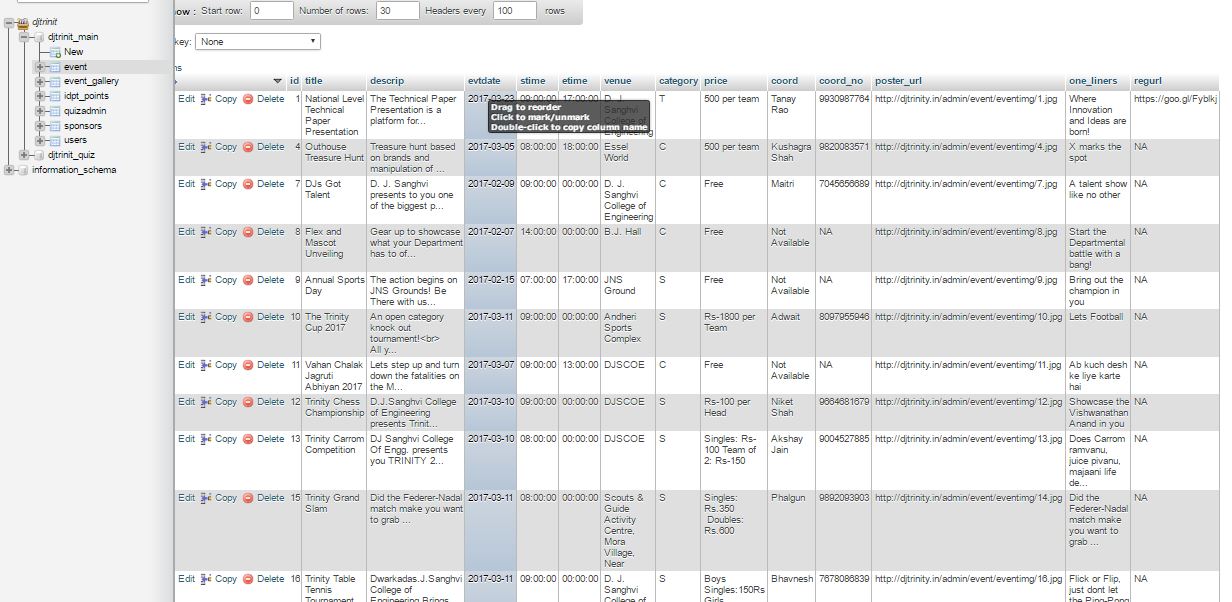 now : Start row: 0 Number of rows: 30 Headers every 100 rows
key: None
ns
djtrinit
djtrinit_main
New
event
event_gallery
idpt_points
quizadmin
sponsors
users
djtrinit_quiz
information_schema
id title descrip evtdate stime etime venue category price coord coord_no poster_url one_liners regurl
Drag to reorder
Click to mark/unmark
Double-click to copy column name
Edit Copy Delete 1 National Level 2017-03-23 09:00:00 17:00:00 D. J. T 500 per team Tanay 9930987764 http://djtrinity.in/admin/event/eventimg/1.jpg Where https://goo.gl/Fyblkj
Technical The Technical Paper Sanghvi Rao Innovation
Paper Presentation is a College of and Ideas are
Presentation platform for... Engineering born!
Edit Copy Delete 4 Outhouse Treasure hunt based 2017-03-05 08:00:00 18:00:00 Essel C 500 per team Kushagra 9820083571 http://djtrinity.in/admin/event/eventimg/4.jpg X marks the NA
Treasure Hunt on brands and World Shah spot
manipulation of ...
Edit Copy Delete 7 DJs Got D. J. Sanghvi 2017-02-09 09:00:00 00:00:00 D. J. C Free Maitri 7045656689 http://djtrinity.in/admin/event/eventimg/7.jpg A talent show NA
Talent presents to you one Sanghvi like no other
of the biggest p... College of
Engineering
Edit Copy Delete 8 Flex and Gear up to showcase 2017-02-07 14:00:00 00:00:00 B.J. Hall C Free Not NA http://djtrinity.in/admin/event/eventimg/8.jpg Start the NA
Mascot what your Department Available Departmental
Unveiling has to of... battle with a
bang!
Edit Copy Delete 9 Annual Sports The action begins on 2017-02-15 07:00:00 17:00:00 JNS S Free Not NA http://djtrinity.in/admin/event/eventimg/9.jpg Bring out the NA
Day JNS Grounds! Be Ground Available champion in
There with us... you
Edit Copy Delete 10 The Trinity An open category 2017-03-11 09:00:00 00:00:00 Andheri S Rs-1800 per Adwait 8097955946 http://djtrinity.in/admin/event/eventimg/10.jpg Lets Football NA
Cup 2017 knock out Sports Team
tournament!<br> Complex
All y...
Edit Copy Delete 11 Vahan Chalak Lets step up and turn 2017-03-07 09:00:00 13:00:00 DJSCOE C Free Not NA http://djtrinity.in/admin/event/eventimg/11.jpg Ab kuch desh NA
Jagruti down the fatalities on Available ke liye karte
Abhiyan 2017 the M... hai
Edit Copy Delete 12 Trinity Chess D.J.Sanghvi College 2017-03-10 09:00:00 00:00:00 DJSCOE S Rs-100 per Niket 9664681679 http://djtrinity.in/admin/event/eventimg/12.jpg Showcase the NA
Championship of Engineering Head Shah Vishwanathan
presents Trinit... Anand in you
Edit Copy Delete 13 Trinity Carrom DJ Sanghvi College 2017-03-10 08:00:00 00:00:00 DJSCOE S Singles: Rs- Akshay 9004527885 http://djtrinity.in/admin/event/eventimg/13.jpg Does Carrom NA
Competition Of Engg. presents 100 Team of Jain ramvanu,
you TRINITY 2... 2: Rs-150 juice pivanu,
majaani life
de...
Edit Copy Delete 15 Trinity Grand Did the Federer-Nadal 2017-03-11 08:00:00 00:00:00 Scouts & S Singles: Phalgun 9892093903 http://djtrinity.in/admin/event/eventimg/14.jpg Did the NA
Slam match make you want Guide Rs.350 Federer-Nadal
to grab ... Activity Doubles: match make
Centre, Rs.600 you want to
Mora grab ...
Village,
Near
Edit Copy Delete 16 Trinity Table Dwarkadas.J.Sanghvi 2017-03-11 09:00:00 00:00:00 D. J. S Boys Bhavnesh 7678086839 http://djtrinity.in/admin/event/eventimg/16.jpg Flick or Flip, NA
Tennis College of Sanghvi Singles:150Rs just dont let
Tournament Engineering Brings College of Girls the Ping-Pong